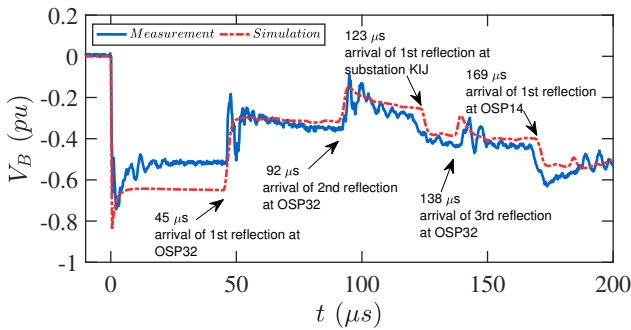 0.2
0
-0.2
-0.4
-0.6
-0.8
-1
V_B (pu)
Measurement
Simulation
123 μs
arrival of 1st reflection at
substation KIJ
169 μs
arrival of 1st reflection
at OSP14
92 μs
arrival of 2nd reflection
at OSP32
45 μs
arrival of 1st reflection at
OSP32
138 μs
arrival of 3rd reflection
at OSP32
0
50
100
150
200
t (μs)